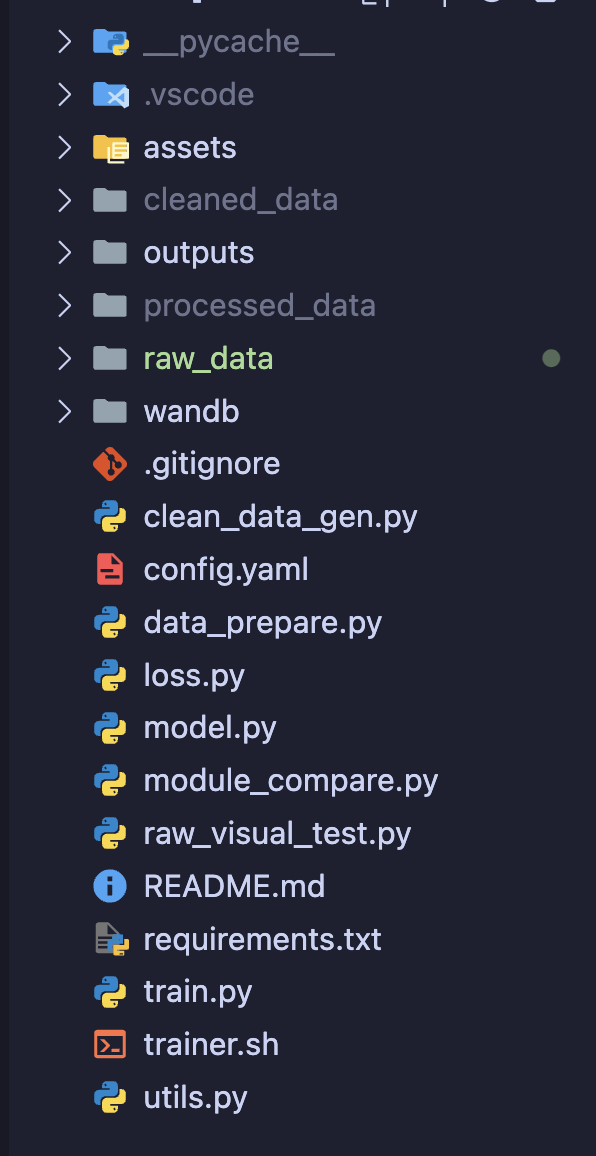 __pycache__
.vscode
assets
cleaned_data
outputs
processed_data
raw_data
wandb
.gitignore
clean_data_gen.py
config.yaml
data_prepare.py
loss.py
model.py
module_compare.py
raw_visual_test.py
README.md
requirements.txt
train.py
trainer.sh
utils.py